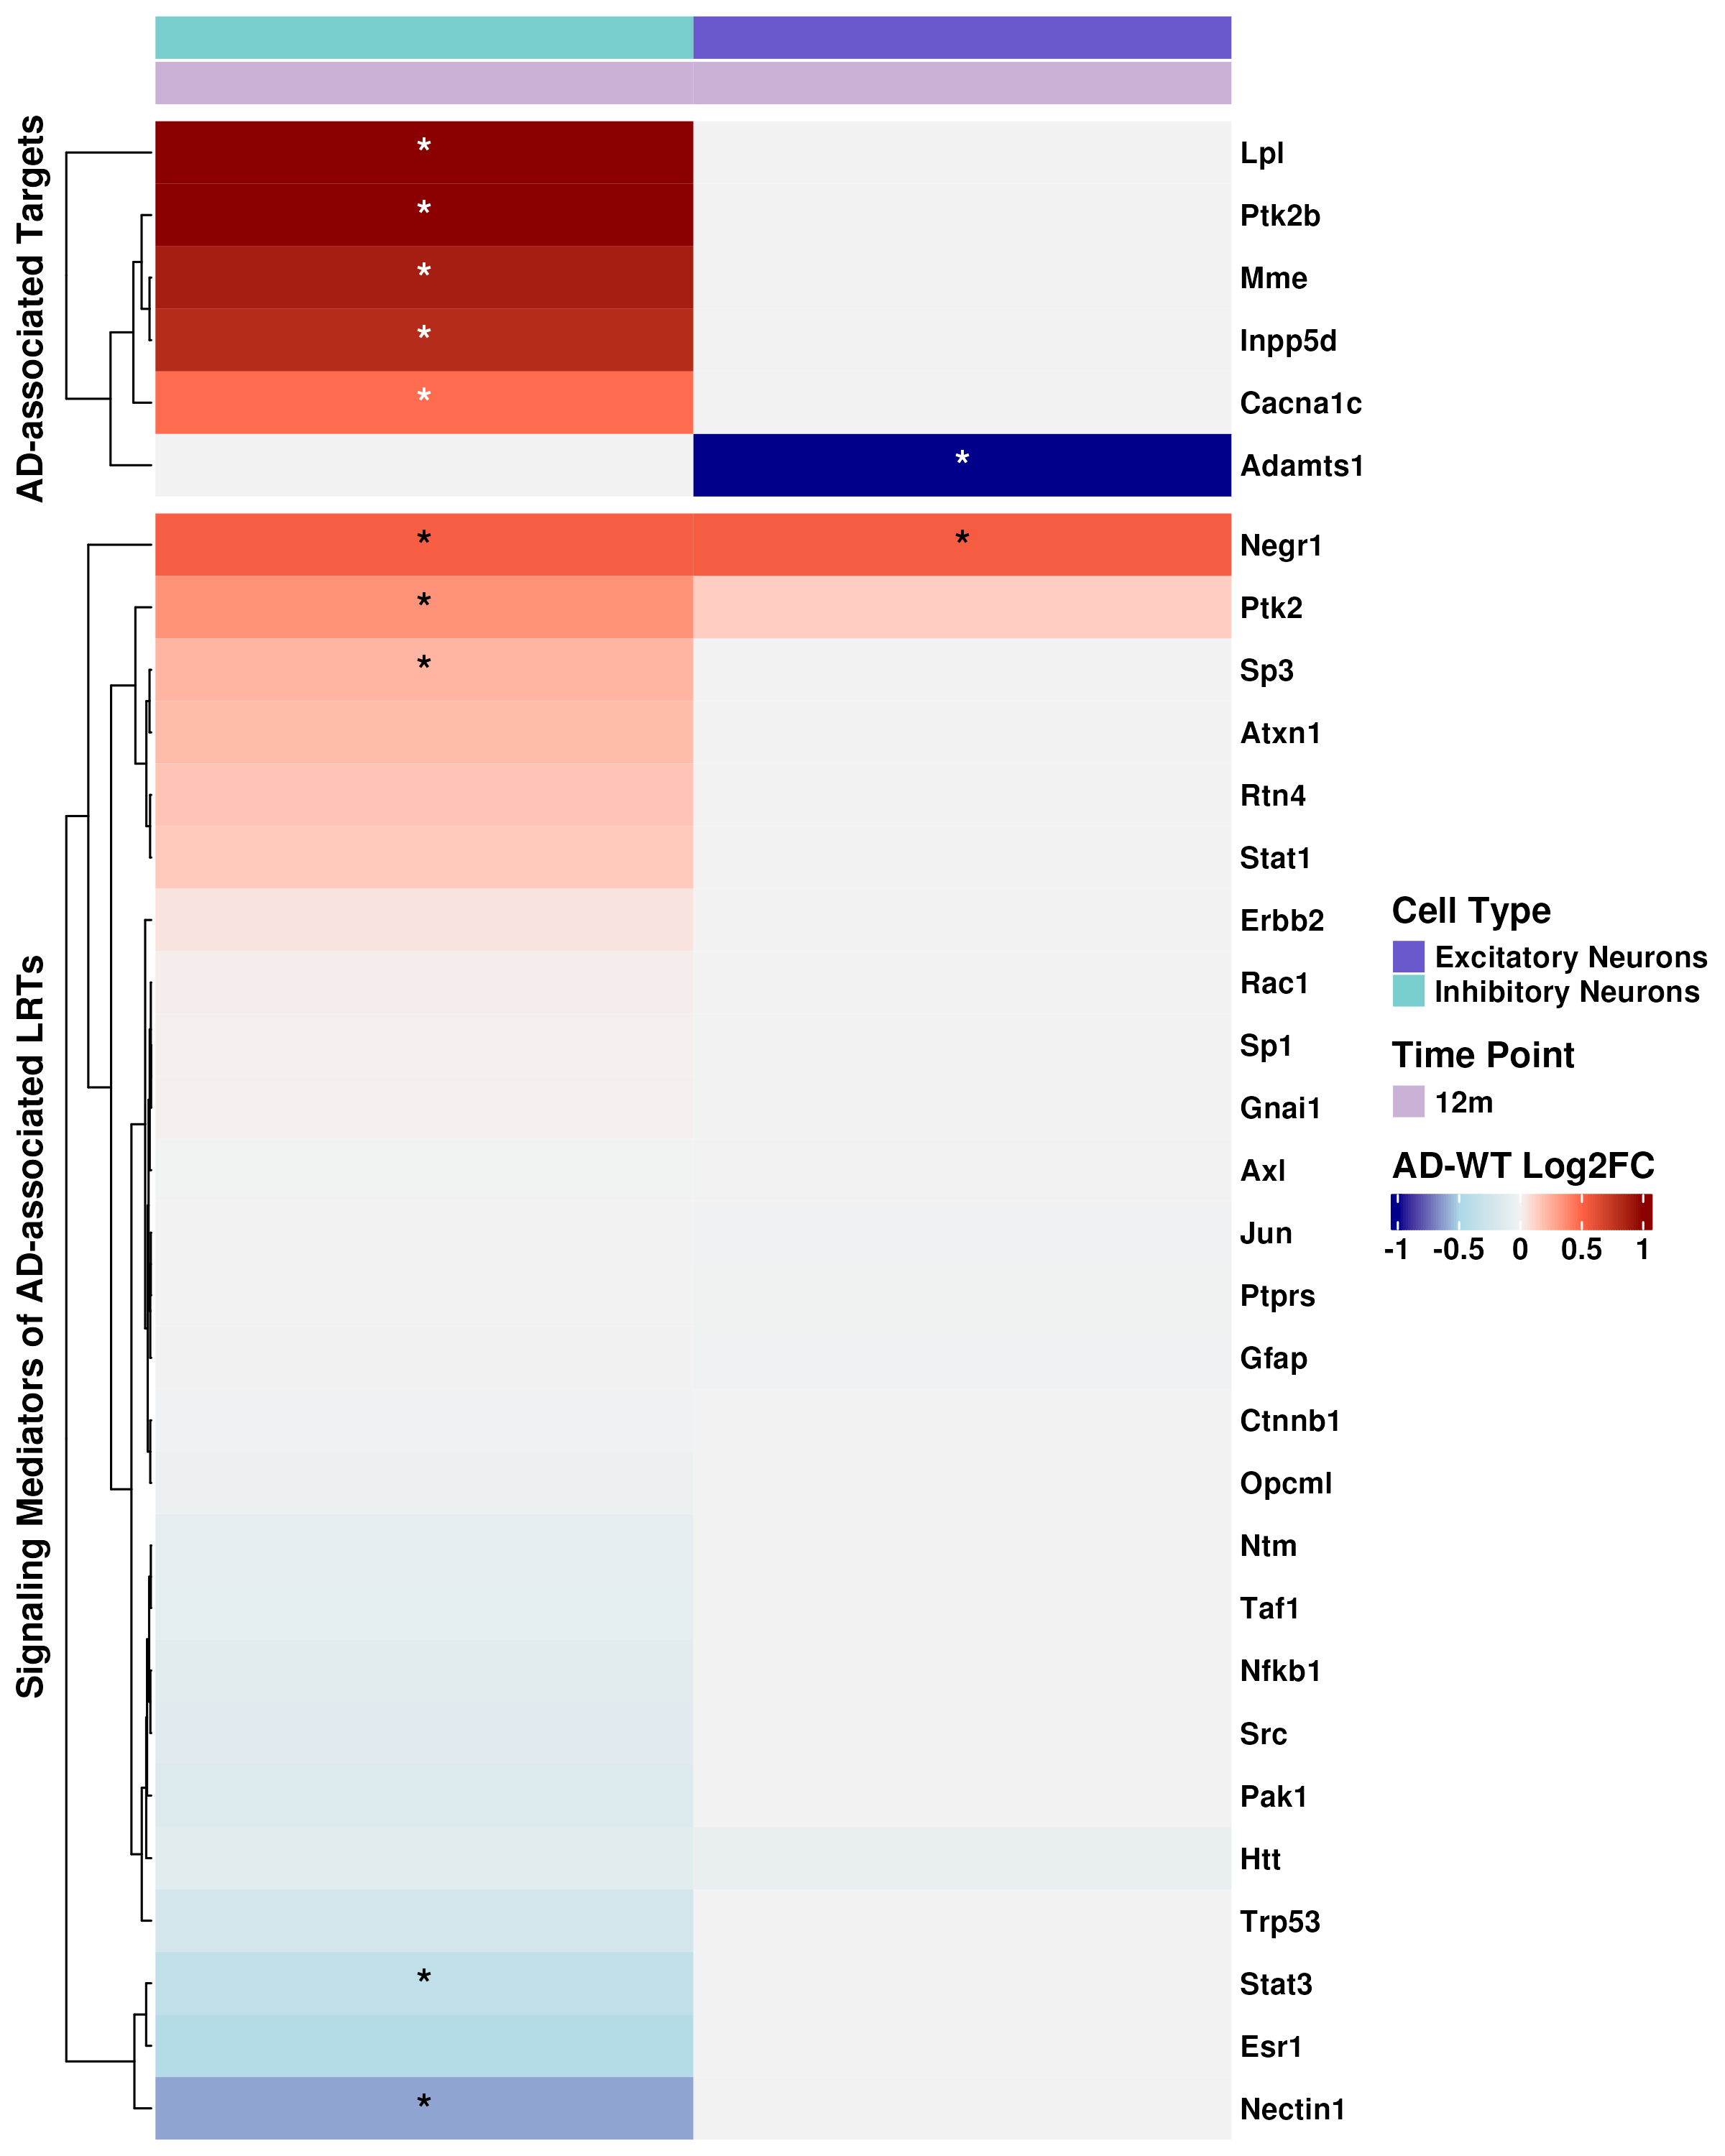 AD-associated Targets
*
Lpl
*
Ptk2b
*
Mme
*
Inpp5d
*
Cacna1c
*
Adamts1
Signaling Mediators of AD-associated LRTs
* *
Negr1
*
Ptk2
*
Sp3
Atxn1
Rtn4
Stat1
Erbb2
Rac1
Sp1
Gnai1
Axl
Jun
Ptprs
Gfap
Ctnnb1
Opcml
Ntm
Taf1
Nfkb1
Src
Pak1
Htt
Trp53
*
Stat3
Esr1
*
Nectin1
Cell Type
Excitatory Neurons
Inhibitory Neurons
Time Point
12m
AD-WT Log2FC
-1 -0.5 0 0.5 1